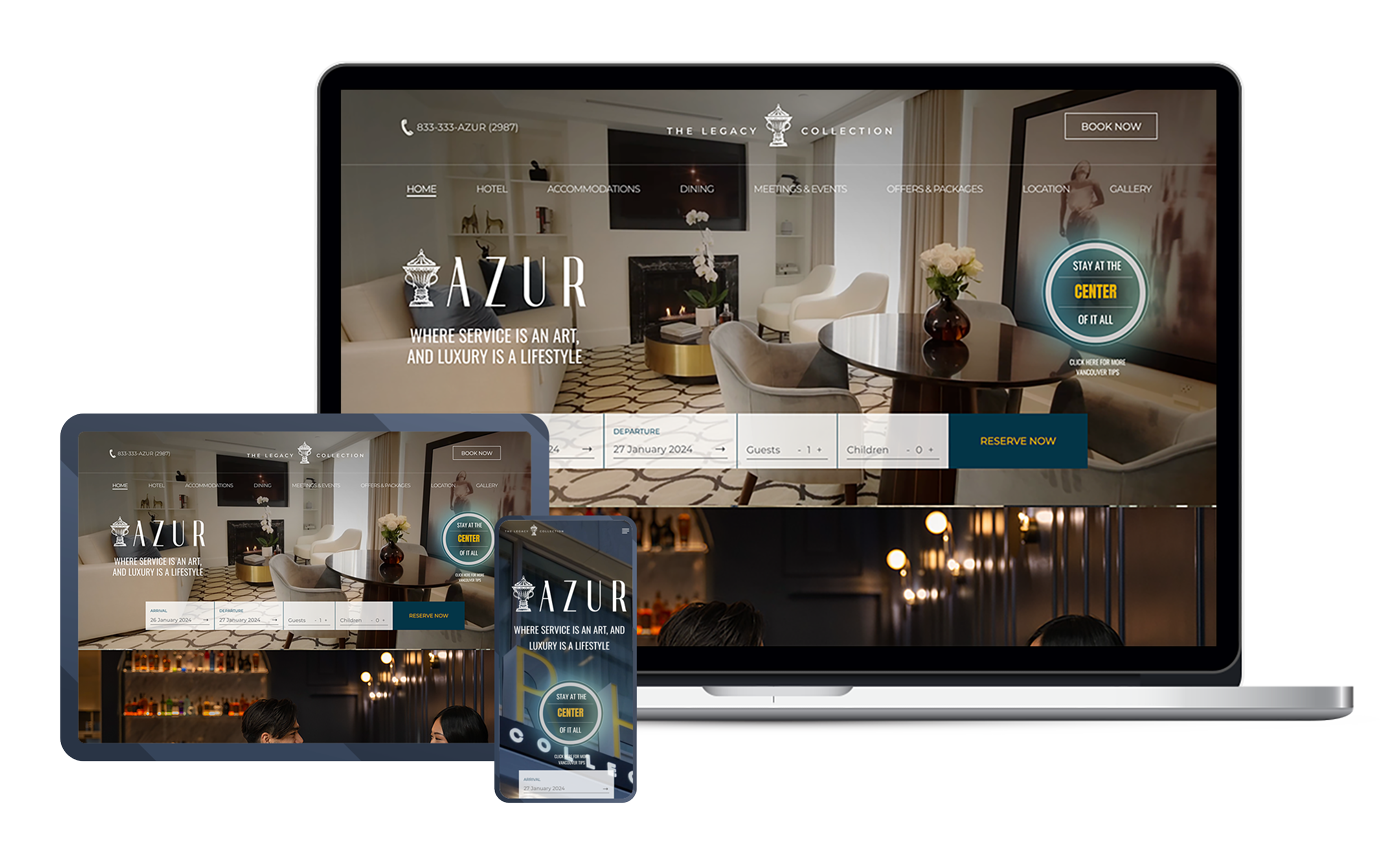 833-333-AZUR (2987)
THE LEGACY COLLECTION
BOOK NOW
HOME HOTEL ACCOMMODATIONS DINING MEETINGS & EVENTS OFFERS & PACKAGES LOCATION GALLERY
AZUR
WHERE SERVICE IS AN ART,
AND LUXURY IS A LIFESTYLE
STAY AT THE
CENTER
OF IT ALL
CLICK HERE FOR MORE
VANCOUVER TIPS
DEPARTURE
24 → 27 January 2024 → Guests - 1 + Children - 0 +
RESERVE NOW
833-333-AZUR (2987)
THE LEGACY COLLECTION
BOOK NOW
HOME HOTEL ACCOMMODATIONS DINING MEETINGS & EVENTS OFFERS & PACKAGES LOCATION GALLERY
AZUR
WHERE SERVICE IS AN ART,
AND LUXURY IS A LIFESTYLE
STAY AT THE
CENTER
OF IT ALL
CLICK HERE FOR MORE
VANCOUVER TIPS
ARRIVAL DEPARTURE
26 January 2024 → 27 January 2024 → Guests - 1 + Children - 0 +
RESERVE NOW
THE LEGACY COLLECTION
AZUR
WHERE SERVICE IS AN ART, AND
LUXURY IS A LIFESTYLE
STAY AT THE
CENTER
OF IT ALL
COLLEC
CLICK HERE FOR MORE
VANCOUVER TIPS
ARRIVAL
27 January 2024 →